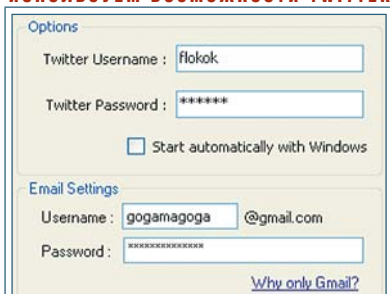 Options
Twitter Username : flokok
Twitter Password : ******
Start automatically with Windows
Email Settings
Username : gogamagoga @gmail.com
Password : **************
Why only Gmail?